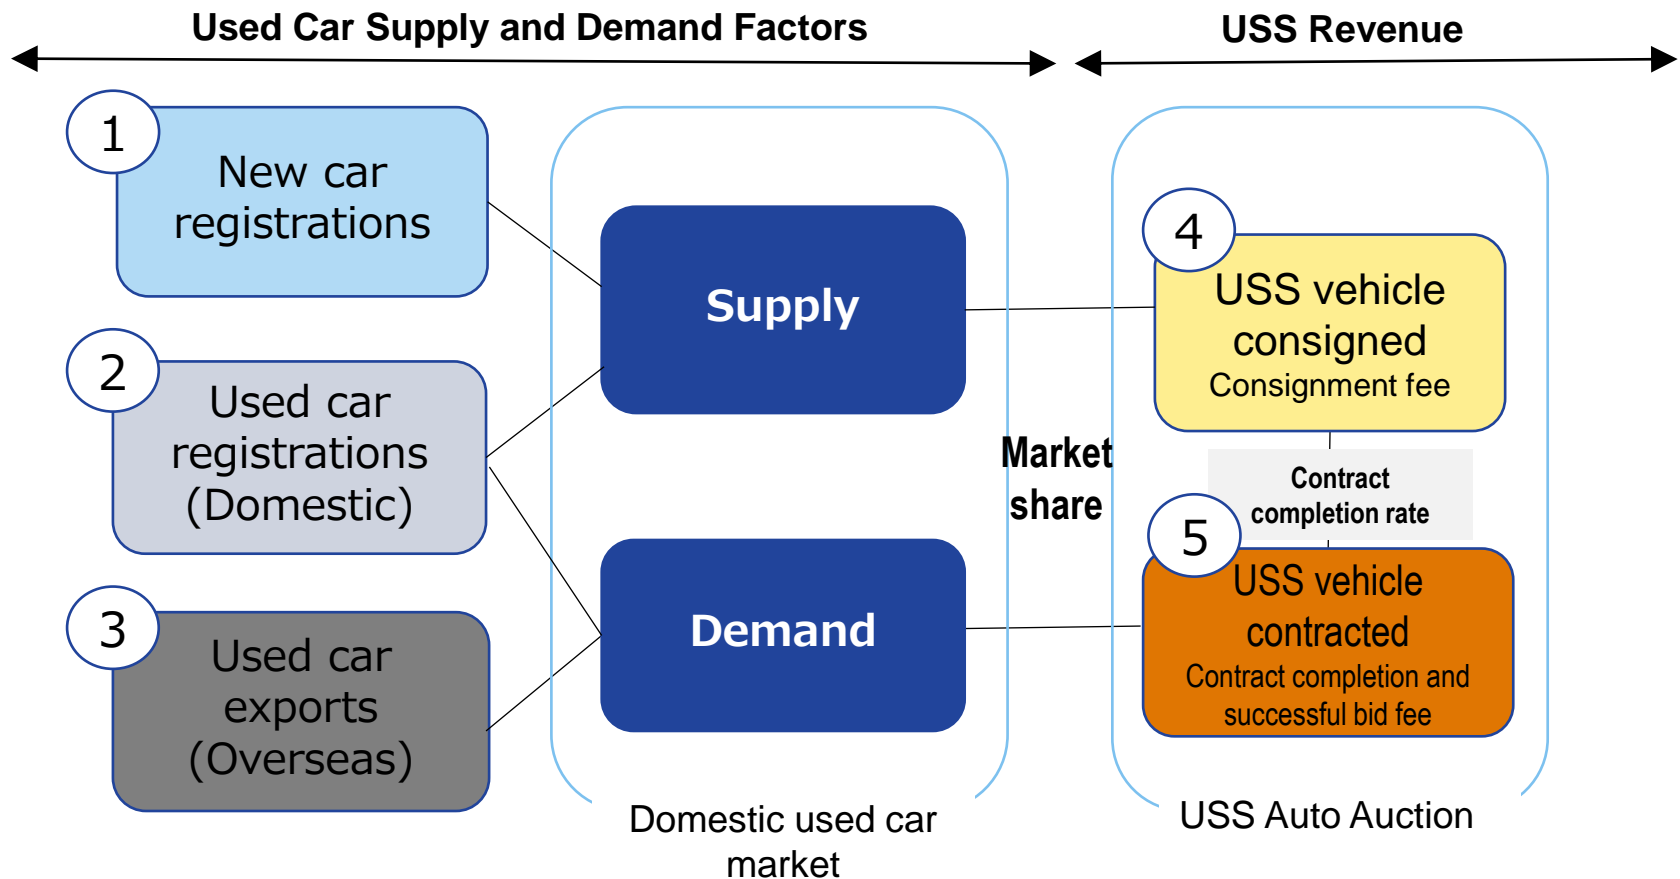 Used Car Supply and Demand Factors
USS Revenue
1
New car
registrations
2
Used car
registrations
(Domestic)
3
Used car
exports
(Overseas)
Supply
Demand
Domestic used car
market
Market
share
4
USS vehicle
consigned
Consignment fee
Contract
completion rate
5
USS vehicle
contracted
Contract completion and
successful bid fee
USS Auto Auction